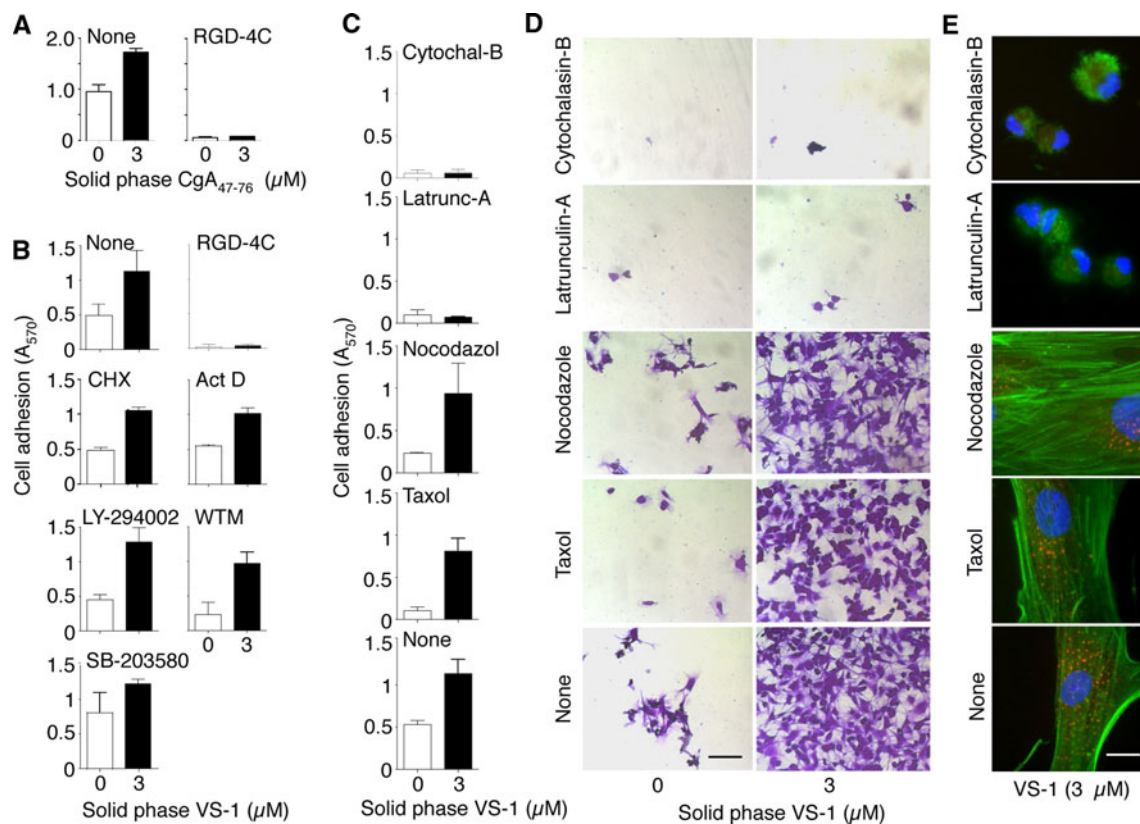 A
None
RGD-4C
2.0
1.0
0
0 3
0 3
Solid phase CgA47-76 (µM)
B
None
RGD-4C
1.5
1
0.5
0
CHX
Act D
1.5
1
0.5
0
LY-294002
WTM
1.5
1
0.5
0
0 3
SB-203580
1.5
1
0.5
0
0 3
Cell adhesion (A570)
Solid phase VS-1 (µM)
C
Cytochal-B
1.5
1
0.5
0
Latrunc-A
1.5
1
0.5
0
Nocodazol
1.5
1
0.5
0
Taxol
1.5
1
0.5
0
None
1.5
1
0.5
0
0 3
Cell adhesion (A570)
Solid phase VS-1 (µM)
D
Cytochalasin-B
Latrunculin-A
Nocodazole
Taxol
None
0 3
Solid phase VS-1 (µM)
E
Cytochalasin-B
Latrunculin-A
Nocodazole
Taxol
None
VS-1 (3 µM)